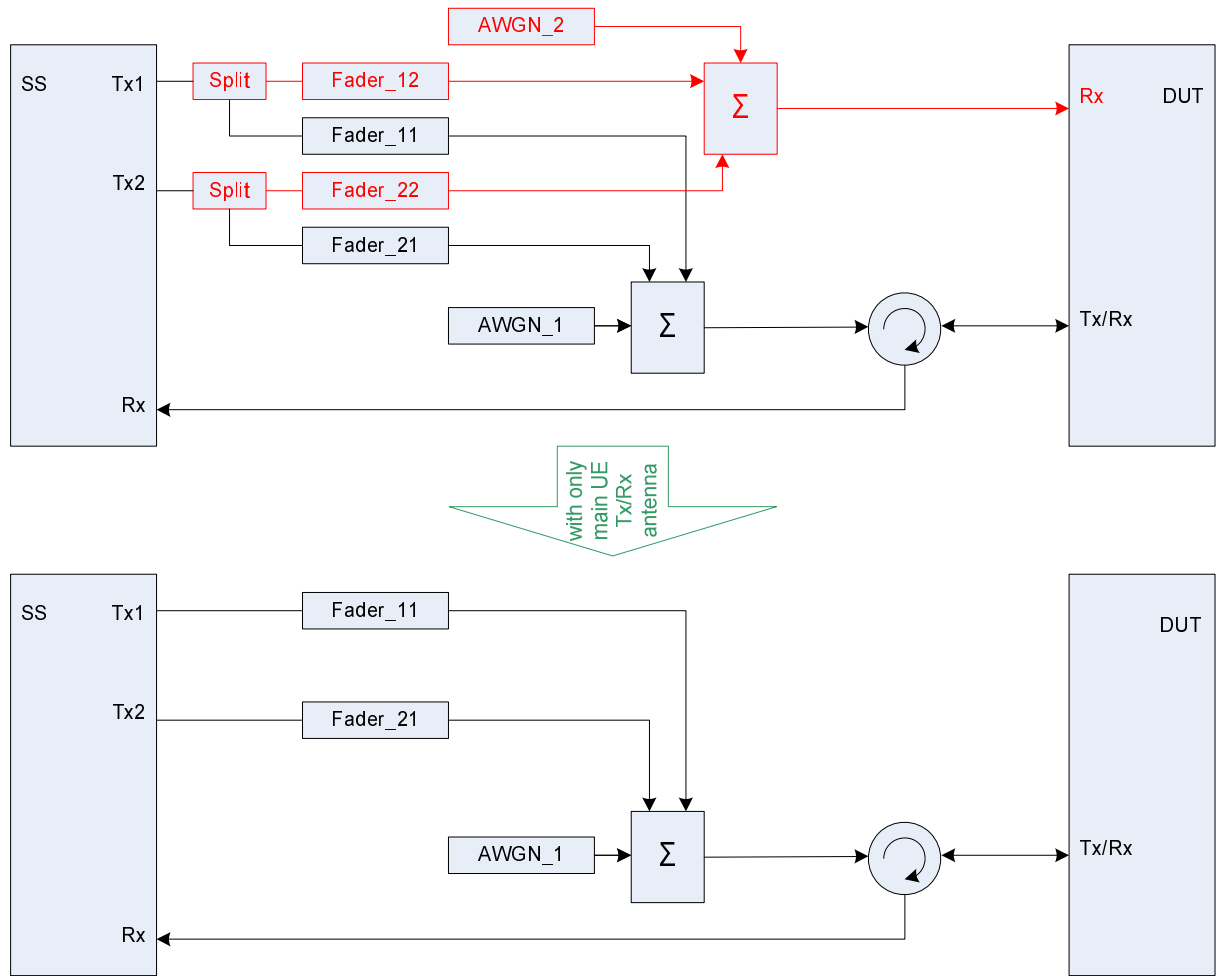 AWGN_2
SS
Tx1
Split
Fader_12
Σ
Rx
DUT
Fader_11
Tx2
Split
Fader_22
Fader_21
AWGN_1
Σ
Tx/Rx
Rx
with only
main UE
Tx/Rx
antenna
SS
Tx1
Fader_11
DUT
Tx2
Fader_21
AWGN_1
Σ
Tx/Rx
Rx